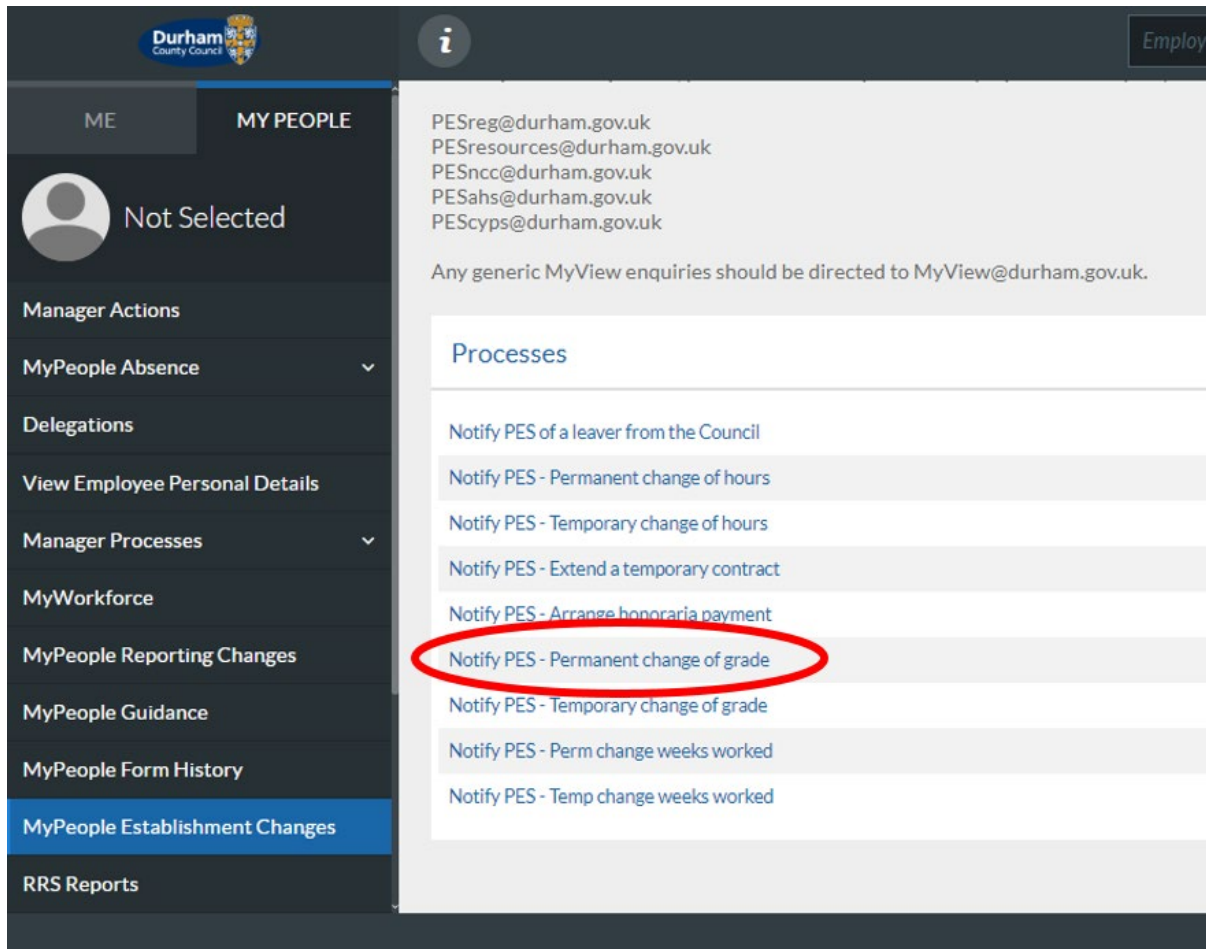 Durham
County Council
i
Employ
ME
MY PEOPLE
Not Selected
Manager Actions
MyPeople Absence
Delegations
View Employee Personal Details
Manager Processes
MyWorkforce
MyPeople Reporting Changes
MyPeople Guidance
MyPeople Form History
MyPeople Establishment Changes
RRS Reports
PESreg@durham.gov.uk
PESresources@durham.gov.uk
PESncc@durham.gov.uk
PESahs@durham.gov.uk
PEScyps@durham.gov.uk
Any generic MyView enquiries should be directed to MyView@durham.gov.uk.
Processes
Notify PES of a leaver from the Council
Notify PES - Permanent change of hours
Notify PES - Temporary change of hours
Notify PES - Extend a temporary contract
Notify PES - Arrange honoraria payment
Notify PES - Permanent change of grade
Notify PES - Temporary change of grade
Notify PES - Perm change weeks worked
Notify PES - Temp change weeks worked